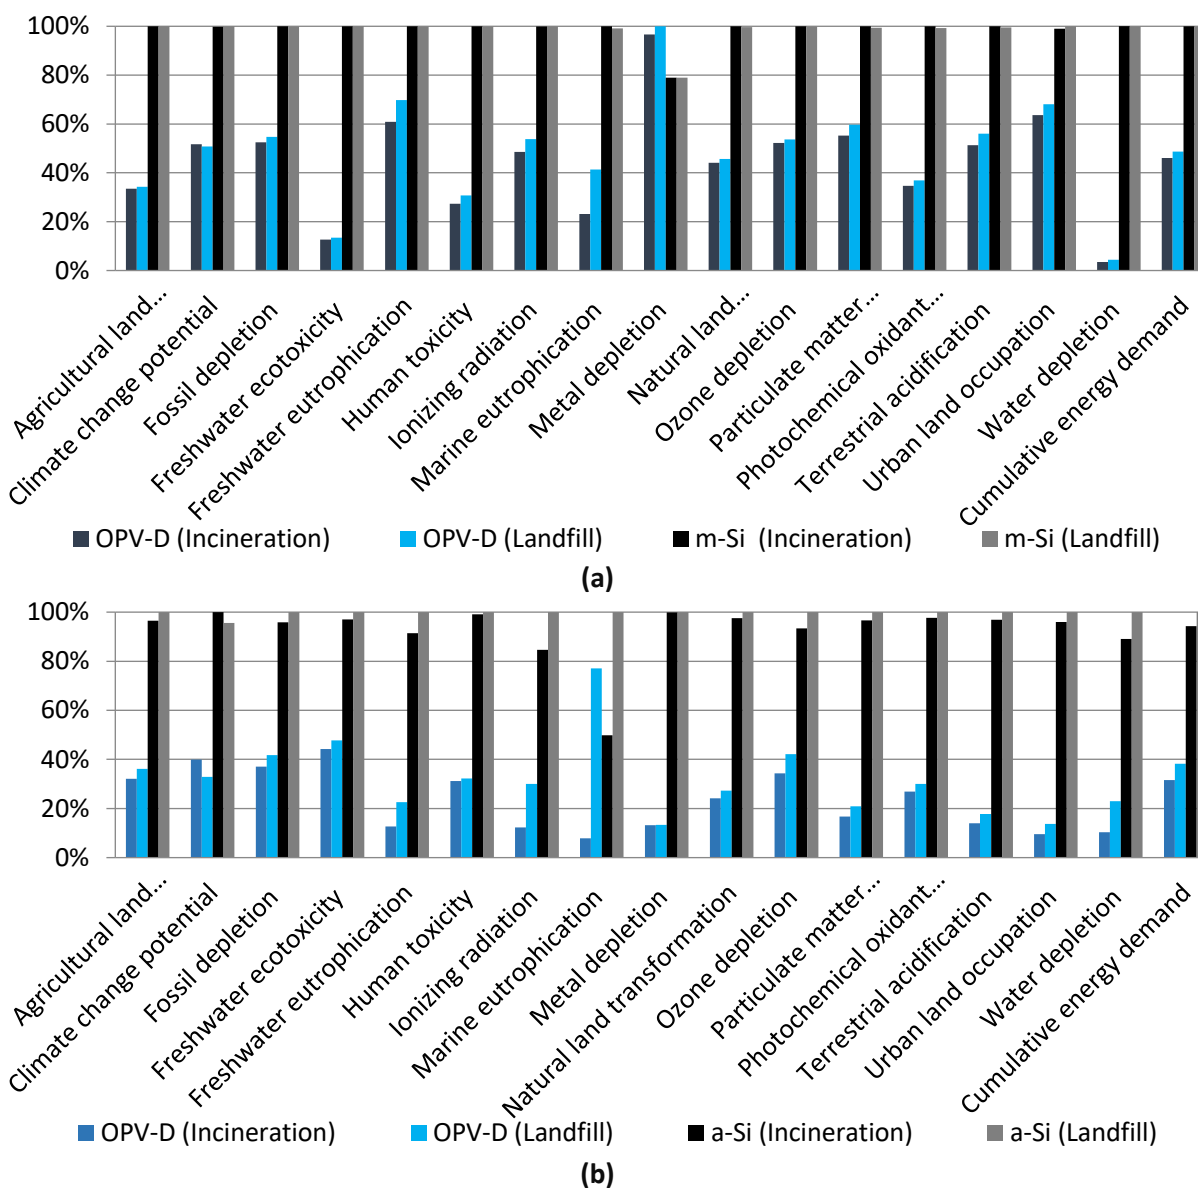 100%
80%
60%
40%
20%
0%
Agricultural land...
Climate change potential
Fossil depletion
Freshwater ecotoxicity
Freshwater eutrophication
Human toxicity
Ionizing radiation
Marine eutrophication
Metal depletion
Natural land...
Ozone depletion
Particulate matter...
Photochemical oxidant...
Terrestrial acidification
Urban land occupation
Water depletion
Cumulative energy demand
OPV-D (Incineration) OPV-D (Landfill) m-Si (Incineration) m-Si (Landfill)
(a)
100%
80%
60%
40%
20%
0%
Agricultural land...
Climate change potential
Fossil depletion
Freshwater ecotoxicity
Freshwater eutrophication
Human toxicity
Ionizing radiation
Marine eutrophication
Metal depletion
Natural land transformation
Ozone depletion
Particulate matter...
Photochemical oxidant...
Terrestrial acidification
Urban land occupation
Water depletion
Cumulative energy demand
OPV-D (Incineration) OPV-D (Landfill) a-Si (Incineration) a-Si (Landfill)
(b)